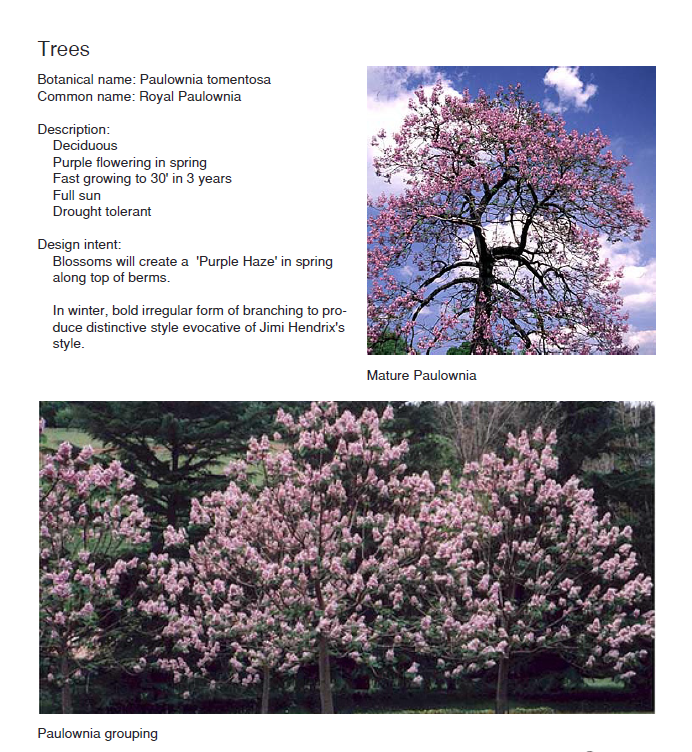 Trees
Botanical name: Paulownia tomentosa
Common name: Royal Paulownia
Description:
Deciduous
Purple flowering in spring
Fast growing to 30' in 3 years
Full sun
Drought tolerant
Design intent:
Blossoms will create a  'Purple Haze' in spring
along top of berms.
In winter, bold irregular form of branching to pro-
duce distinctive style evocative of Jimi Hendrix's
style.
Mature Paulownia
Paulownia grouping